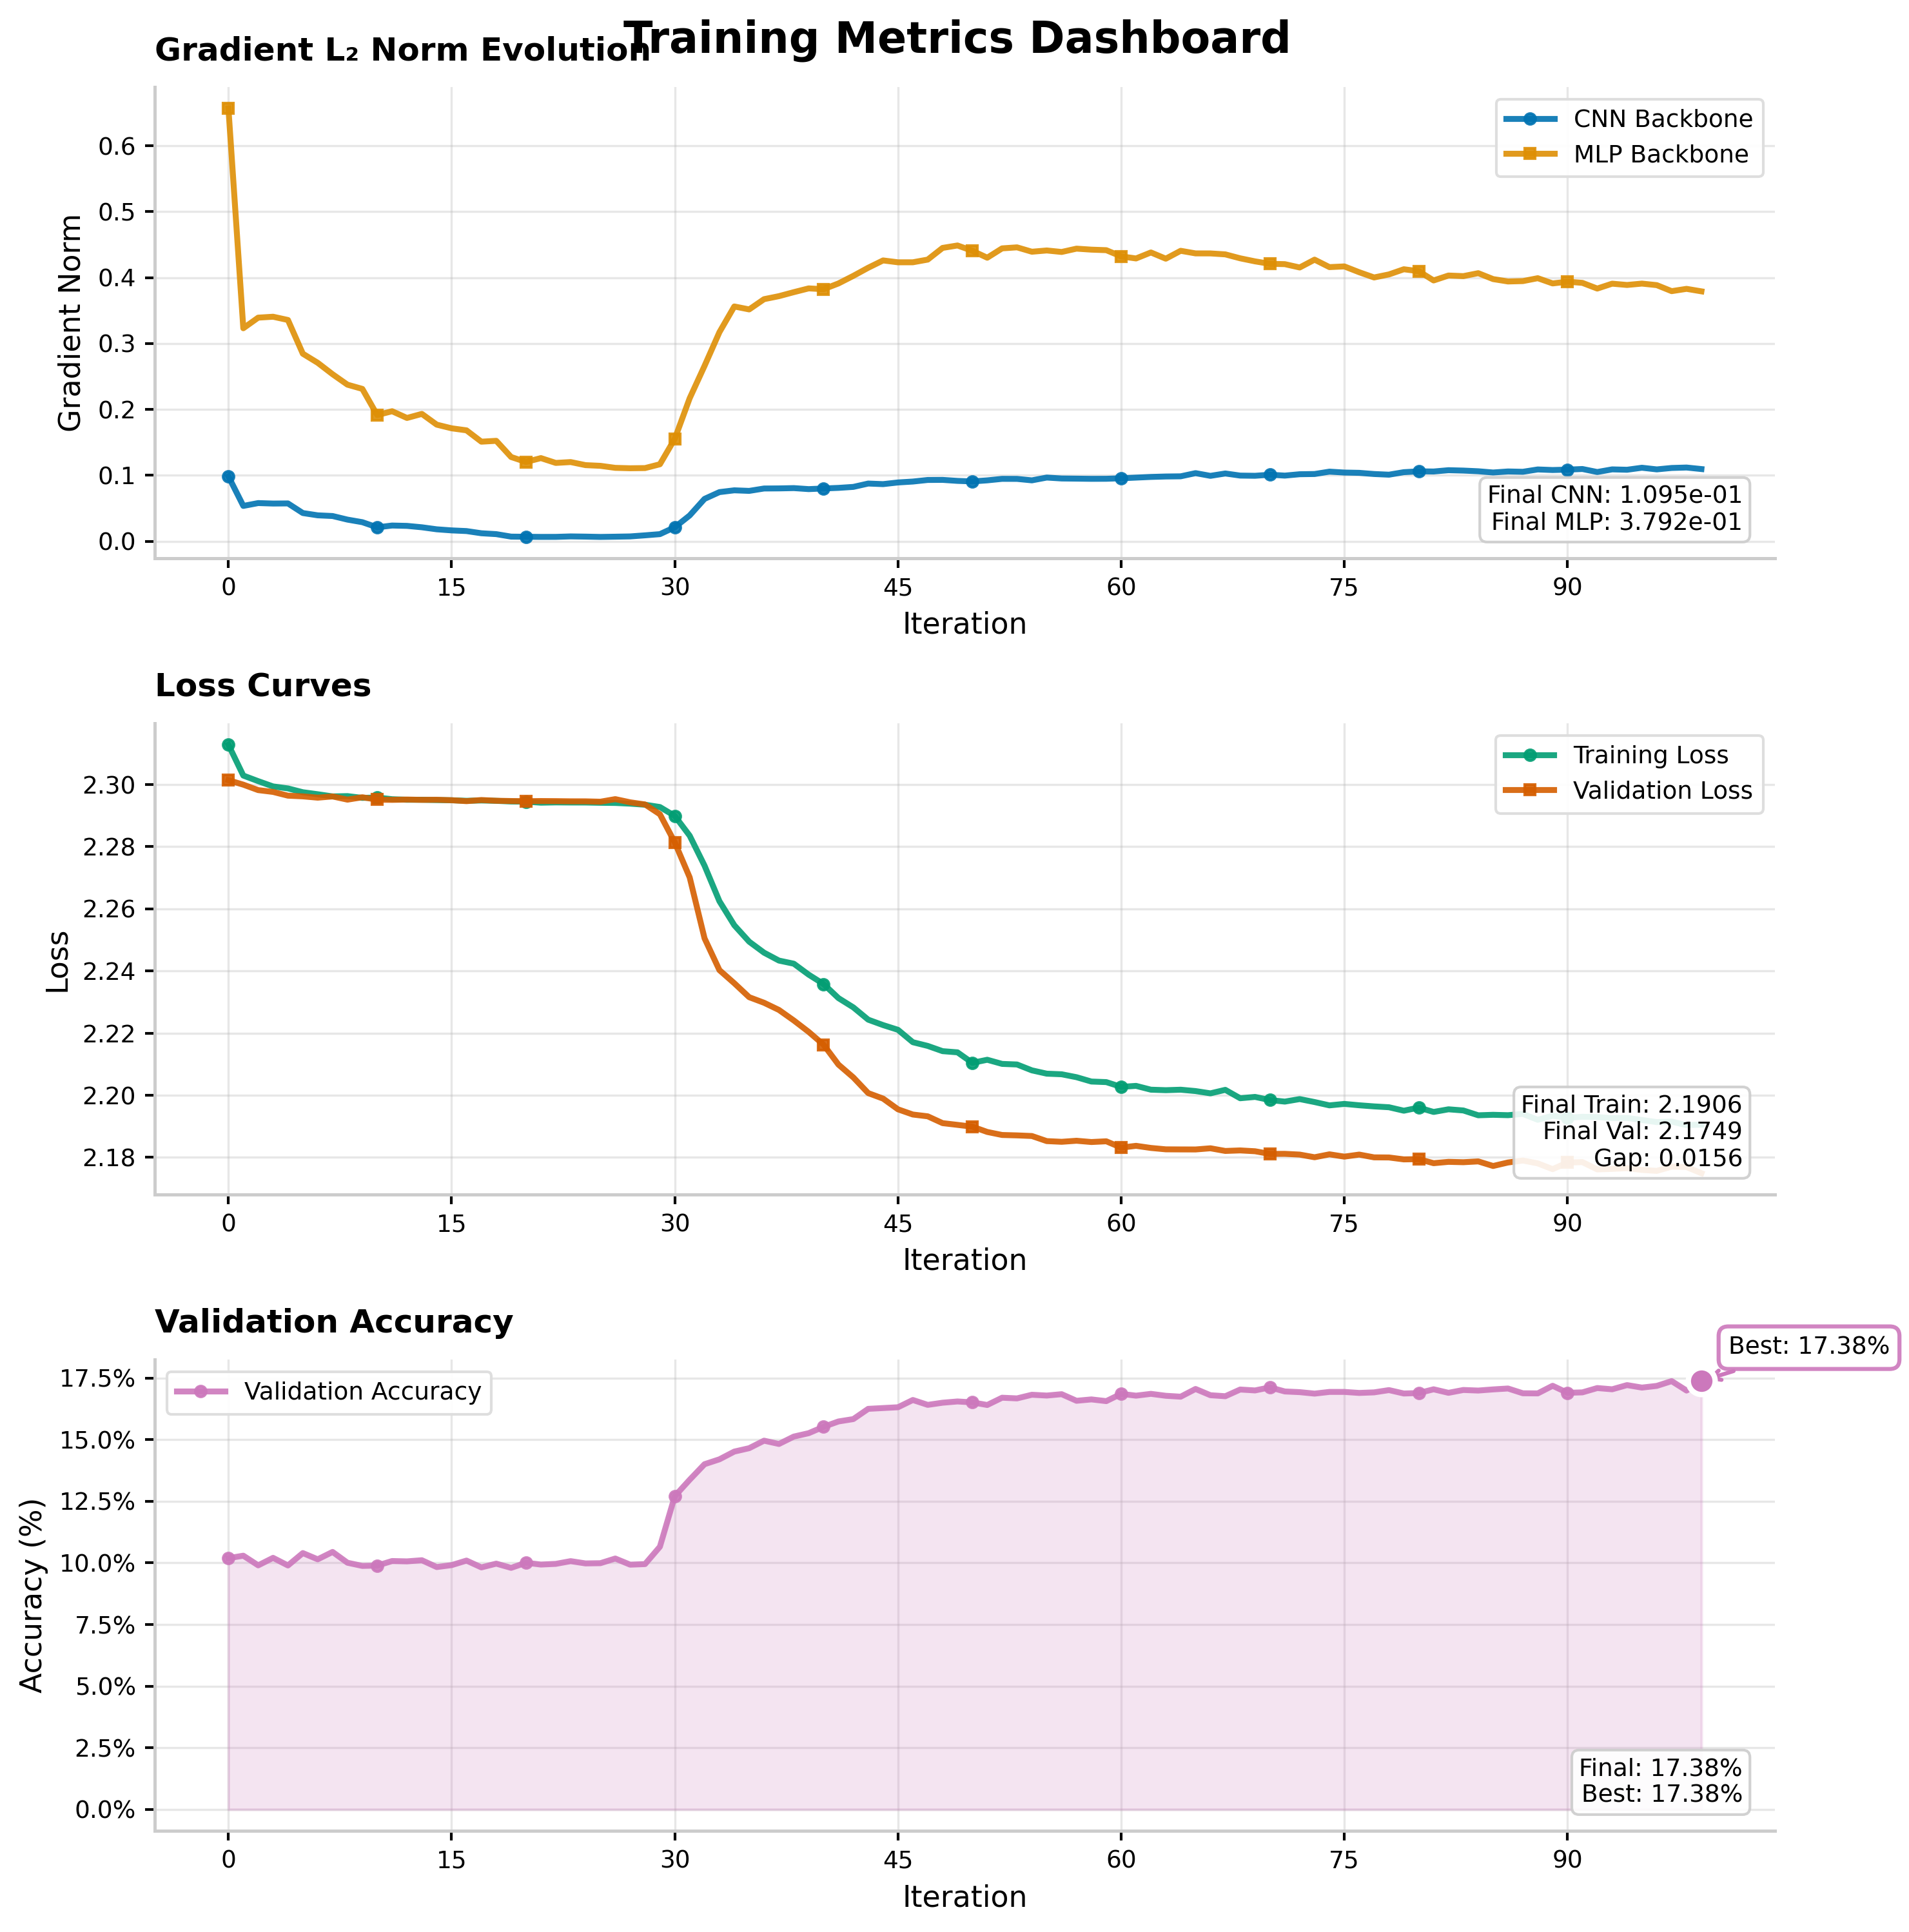 Training Metrics Dashboard
Gradient L₂ Norm Evolution
CNN Backbone
MLP Backbone
0.6
0.5
0.4
0.3
0.2
0.1
0.0
Gradient Norm
Final CNN: 1.095e-01
Final MLP: 3.792e-01
0 15 30 45 60 75 90
Iteration
Loss Curves
Training Loss
Validation Loss
2.30
2.28
2.26
2.24
2.22
2.20
2.18
Loss
Final Train: 2.1906
Final Val: 2.1749
Gap: 0.0156
0 15 30 45 60 75 90
Iteration
Validation Accuracy
Best: 17.38%
Validation Accuracy
17.5%
15.0%
12.5%
10.0%
7.5%
5.0%
2.5%
0.0%
Accuracy (%)
Final: 17.38%
Best: 17.38%
0 15 30 45 60 75 90
Iteration